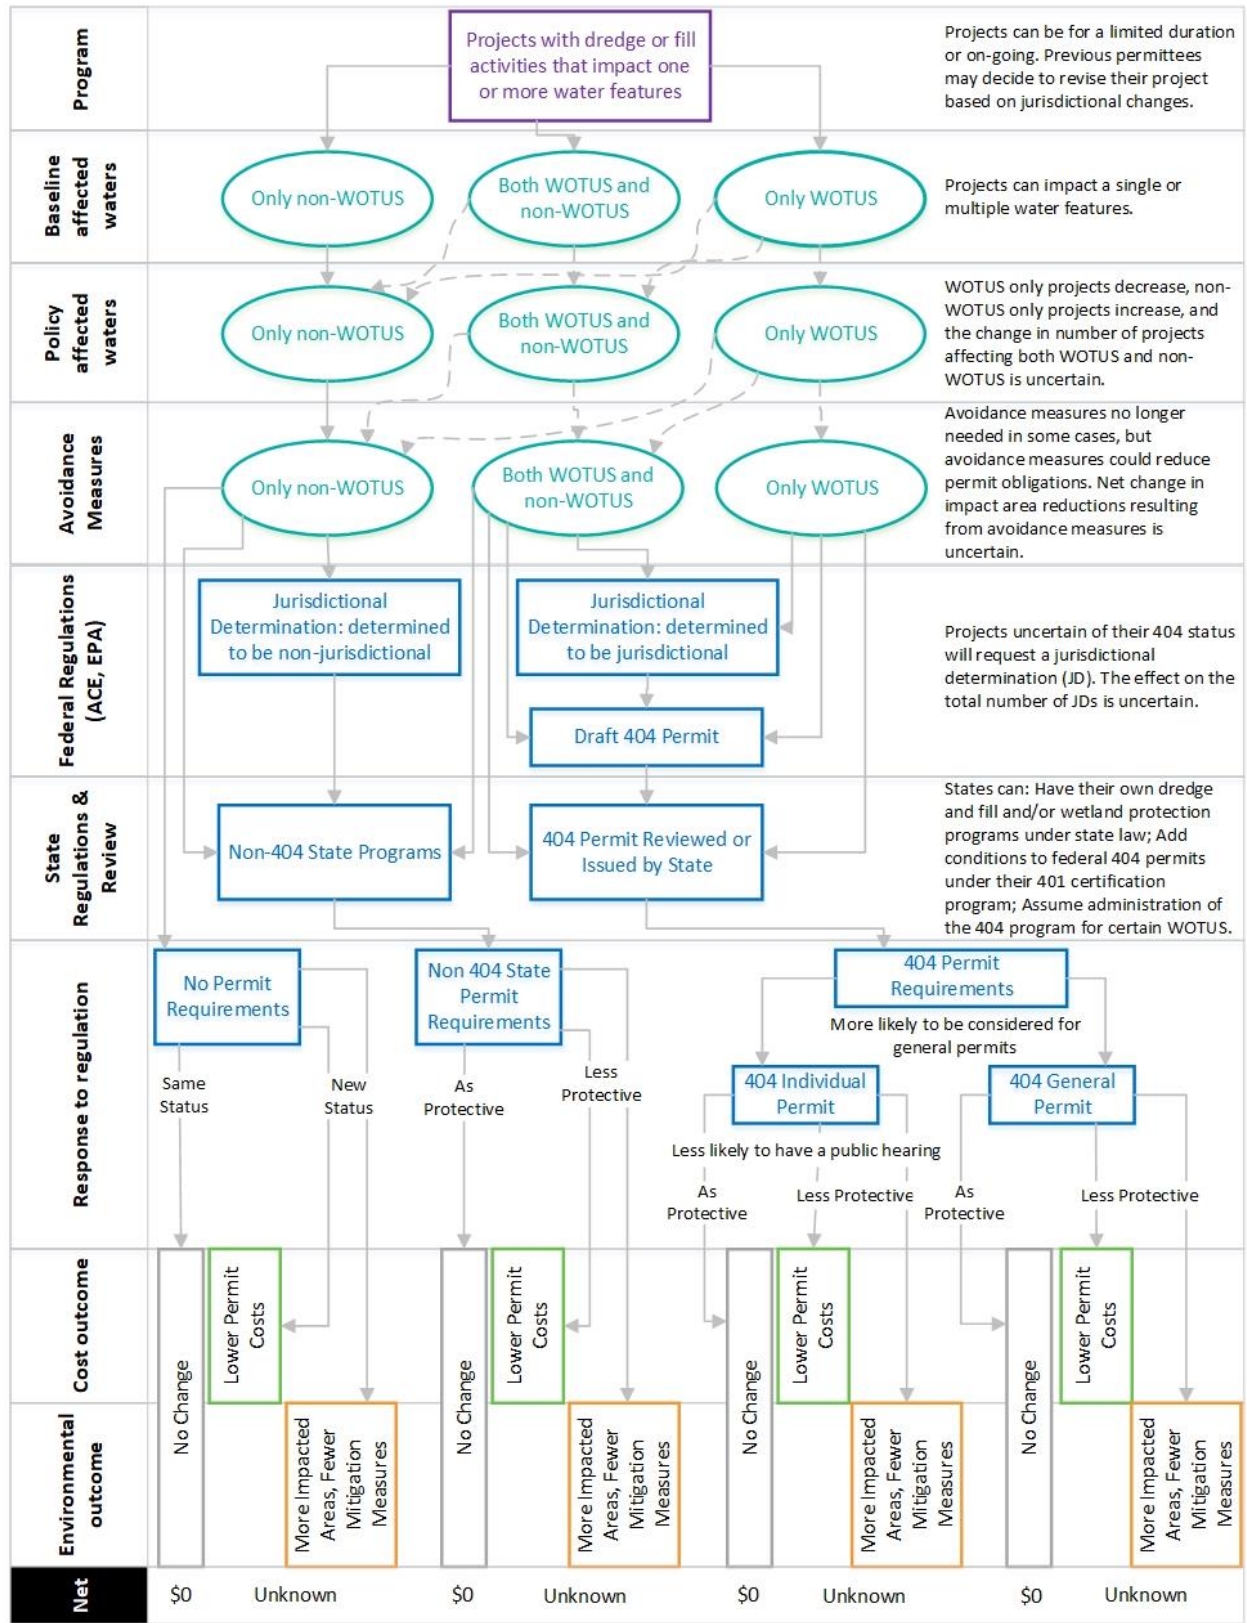 Program
Projects with dredge or fill
activities that impact one
or more water features
Projects can be for a limited duration
or on-going. Previous permittees
may decide to revise their project
based on jurisdictional changes.
Baseline
affected
waters
Only non-WOTUS
Both WOTUS and
non-WOTUS
Only WOTUS
Projects can impact a single or
multiple water features.
Policy
affected
waters
Only non-WOTUS
Both WOTUS and
non-WOTUS
Only WOTUS
WOTUS only projects decrease, non-
WOTUS only projects increase, and
the change in number of projects
affecting both WOTUS and non-
WOTUS is uncertain.
Avoidance
Measures
Only non-WOTUS
Both WOTUS and
non-WOTUS
Only WOTUS
Avoidance measures no longer
needed in some cases, but
avoidance measures could reduce
permit obligations. Net change in
impact area reductions resulting
from avoidance measures is
uncertain.
Federal Regulations
(ACE, EPA)
Jurisdictional
Determination: determined
to be non-jurisdictional
Jurisdictional
Determination: determined
to be jurisdictional
Draft 404 Permit
Projects uncertain of their 404 status
will request a jurisdictional
determination (JD). The effect on the
total number of JDs is uncertain.
State
Regulations &
Review
Non-404 State Programs
404 Permit Reviewed or
Issued by State
States can: Have their own dredge
and fill and/or wetland protection
programs under state law; Add
conditions to federal 404 permits
under their 401 certification
program; Assume administration of
the 404 program for certain WOTUS.
Response to regulation
No Permit
Requirements
Non 404 State
Permit
Requirements
404 Permit
Requirements
More likely to be considered for
general permits
404 Individual
Permit
404 General
Permit
Same
Status
New
Status
As
Protective
Less
Protective
Less likely to have a public hearing
As
Protective
Less Protective
As
Protective
Less Protective
Cost outcome
Environmental
outcome
No Change
Lower Permit
Costs
More Impacted
Areas, Fewer
Mitigation
Measures
No Change
Lower Permit
Costs
More Impacted
Areas, Fewer
Mitigation
Measures
No Change
Lower Permit
Costs
More Impacted
Areas, Fewer
Mitigation
Measures
No Change
Lower Permit
Costs
More Impacted
Areas, Fewer
Mitigation
Measures
Net
$0
Unknown
$0
Unknown
$0
Unknown
$0
Unknown